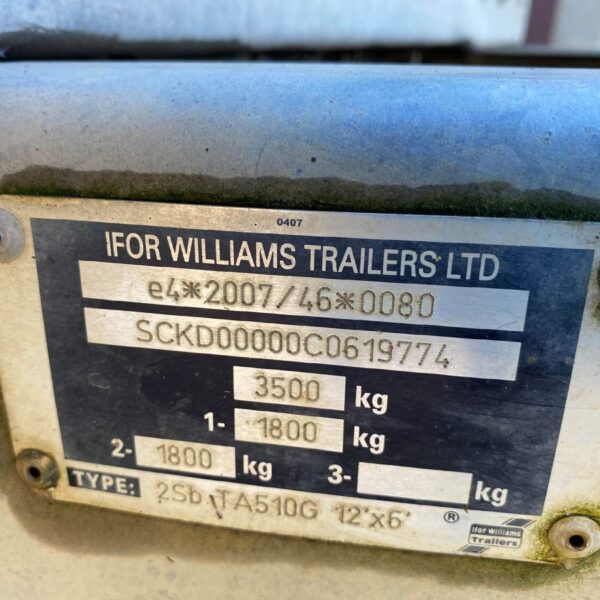 0407
IFOR WILLIAMS TRAILERS LTD
e4*2007/46*0080
SCKD00000C0619774
3500 kg
1- 1800 kg
2- 1800 kg 3- kg
TYPE: 2Sb TA510G 12'x6' ®
Ifor Williams
Trailers